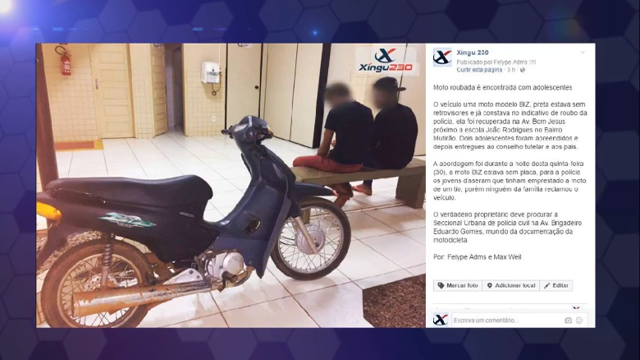 Xingu230
Xingu 230
Publicado por Felype Adms [?]
Curtir esta página · 3 h ·
Moto roubada é encontrada com adolescentes
O veículo uma moto modelo BIZ, preta estava sem
retrovisores e já constava no indicativo de roubo da
polícia, ela foi recuperada na Av. Bom Jesus
próximo a escola João Rodrigues no Bairro
Mutirão. Dois adolescentes foram apreendidos e
depois entregues ao conselho tutelar e aos pais.
A abordagem foi durante a noite desta quinta-feira
(30), a moto BIZ estava sem placa, para a polícia
os jovens disseram que tinham emprestado a moto
de um tio, porém ninguém da família reclamou o
veículo.
O verdadeiro proprietário deve procurar a
Seccional Urbana de polícia civil na Av. Brigadeiro
Eduardo Gomes, munido da documentação da
motocicleta.
Por: Felype Adms e Max Well
Marcar foto Adicionar local Editar
Escreva um comentário...